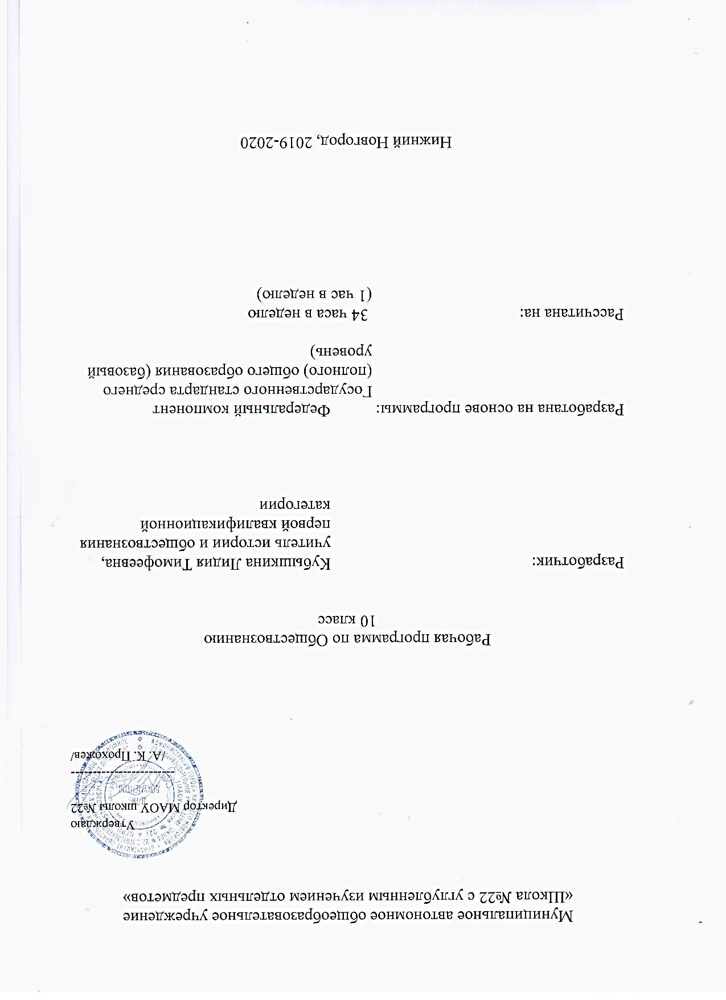 Муниципальное автономное общеобразовательное учреждение
«Школа №22 с углубленным изучением отдельных предметов»
Утверждаю
Директор МАОУ школы №22
--------------------
/А. К. Прохожев/
Рабочая программа по Обществознанию
10 класс
Разработчик: Кубышкина Лидия Тимофеевна,
учитель истории и обществознания
первой квалификационной
категории
Разработана на основе программы: Федеральный компонент
Государственного стандарта среднего
(полного) общего образования (базовый
уровень)
Рассчитана на: 34 часа в неделю
(1 час в неделю)
Нижний Новгород, 2019-2020